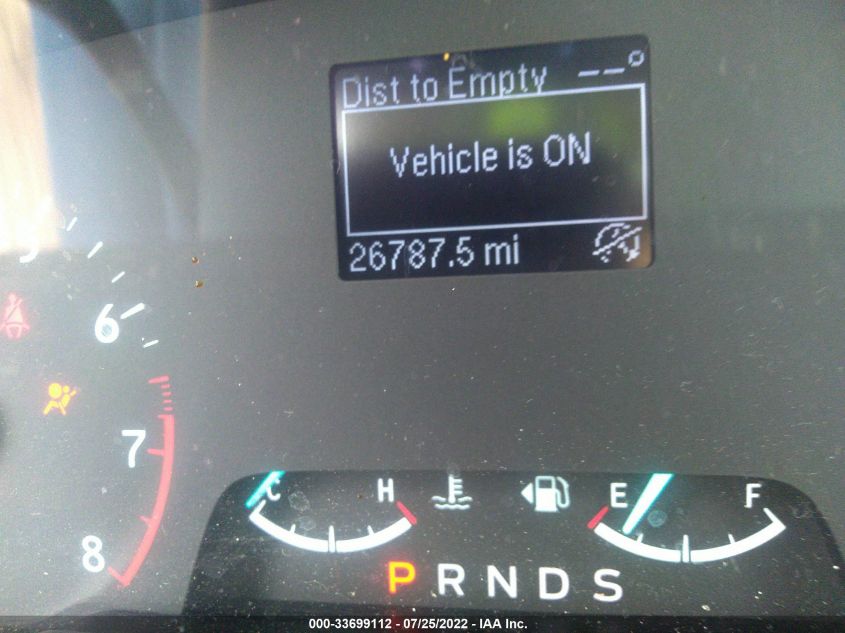 Dist to Empty --°
Vehicle is ON
26787.5 mi
6
7
8
C H
E F
P R N D S
000-33699112 - 07/25/2022 - IAA Inc.